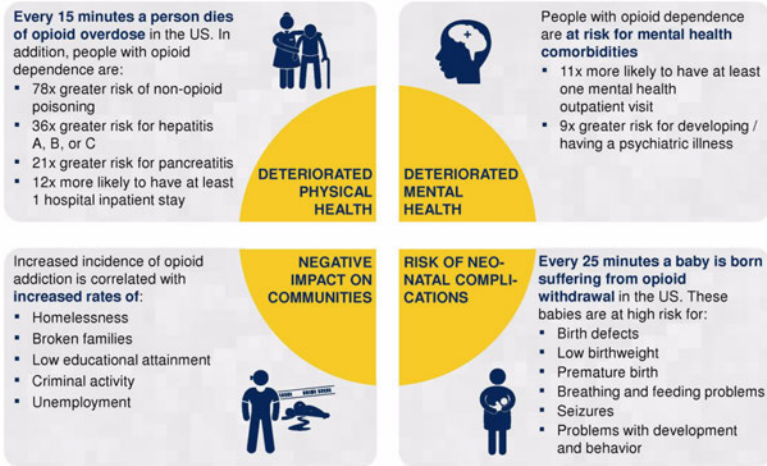 Every 15 minutes a person dies
of opioid overdose in the US. In
addition, people with opioid
dependence are:
▪ 78x greater risk of non-opioid
poisoning
▪ 36x greater risk for hepatitis
A, B, or C
▪ 21x greater risk for pancreatitis
▪ 12x more likely to have at least
1 hospital inpatient stay
DETERIORATED
PHYSICAL
HEALTH
People with opioid dependence
are at risk for mental health
comorbidities
▪ 11x more likely to have at least
one mental health
outpatient visit
▪ 9x greater risk for developing /
having a psychiatric illness
DETERIORATED
MENTAL
HEALTH
Increased incidence of opioid
addiction is correlated with
increased rates of:
▪ Homelessness
▪ Broken families
▪ Low educational attainment
▪ Criminal activity
▪ Unemployment
NEGATIVE
IMPACT ON
COMMUNITIES
RISK OF NEO-
NATAL COMPLI-
CATIONS
Every 25 minutes a baby is born
suffering from opioid
withdrawal in the US. These
babies are at high risk for:
▪ Birth defects
▪ Low birthweight
▪ Premature birth
▪ Breathing and feeding problems
▪ Seizures
▪ Problems with development
and behavior